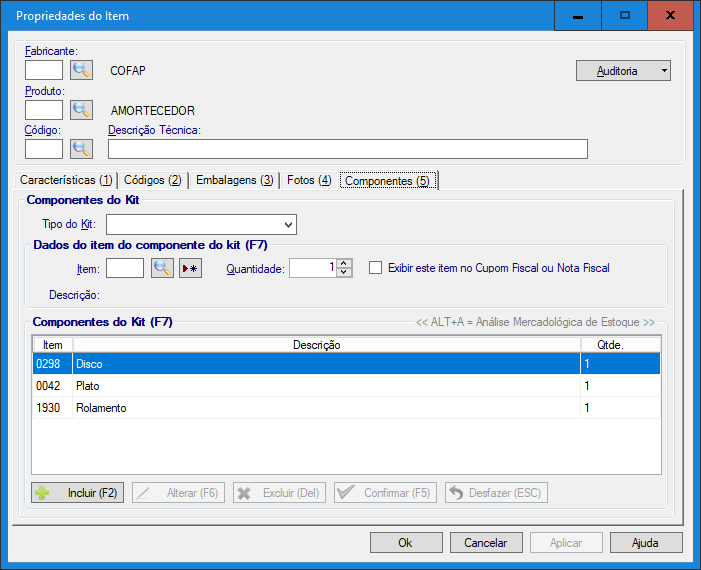 Propriedades do Item
Fabricante:
COFAP
Auditoria
Produto:
AMORTECEDOR
Código:
Descrição Técnica:
Características (1) Códigos (2) Embalagens (3) Fotos (4) Componentes (5)
Componentes do Kit
Tipo do Kit:
Dados do item do componente do kit (F7)
Item:
Quantidade: 1
Exibir este item no Cupom Fiscal ou Nota Fiscal
Descrição:
Componentes do Kit (F7) << ALT+A = Análise Mercadológica de Estoque >>
Item Descrição Qtde.
0298 Disco 1
0042 Plato 1
1930 Rolamento 1
Incluir (F2) Alterar (F6) Excluir (Del) Confirmar (F5) Desfazer (ESC)
Ok Cancelar Aplicar Ajuda